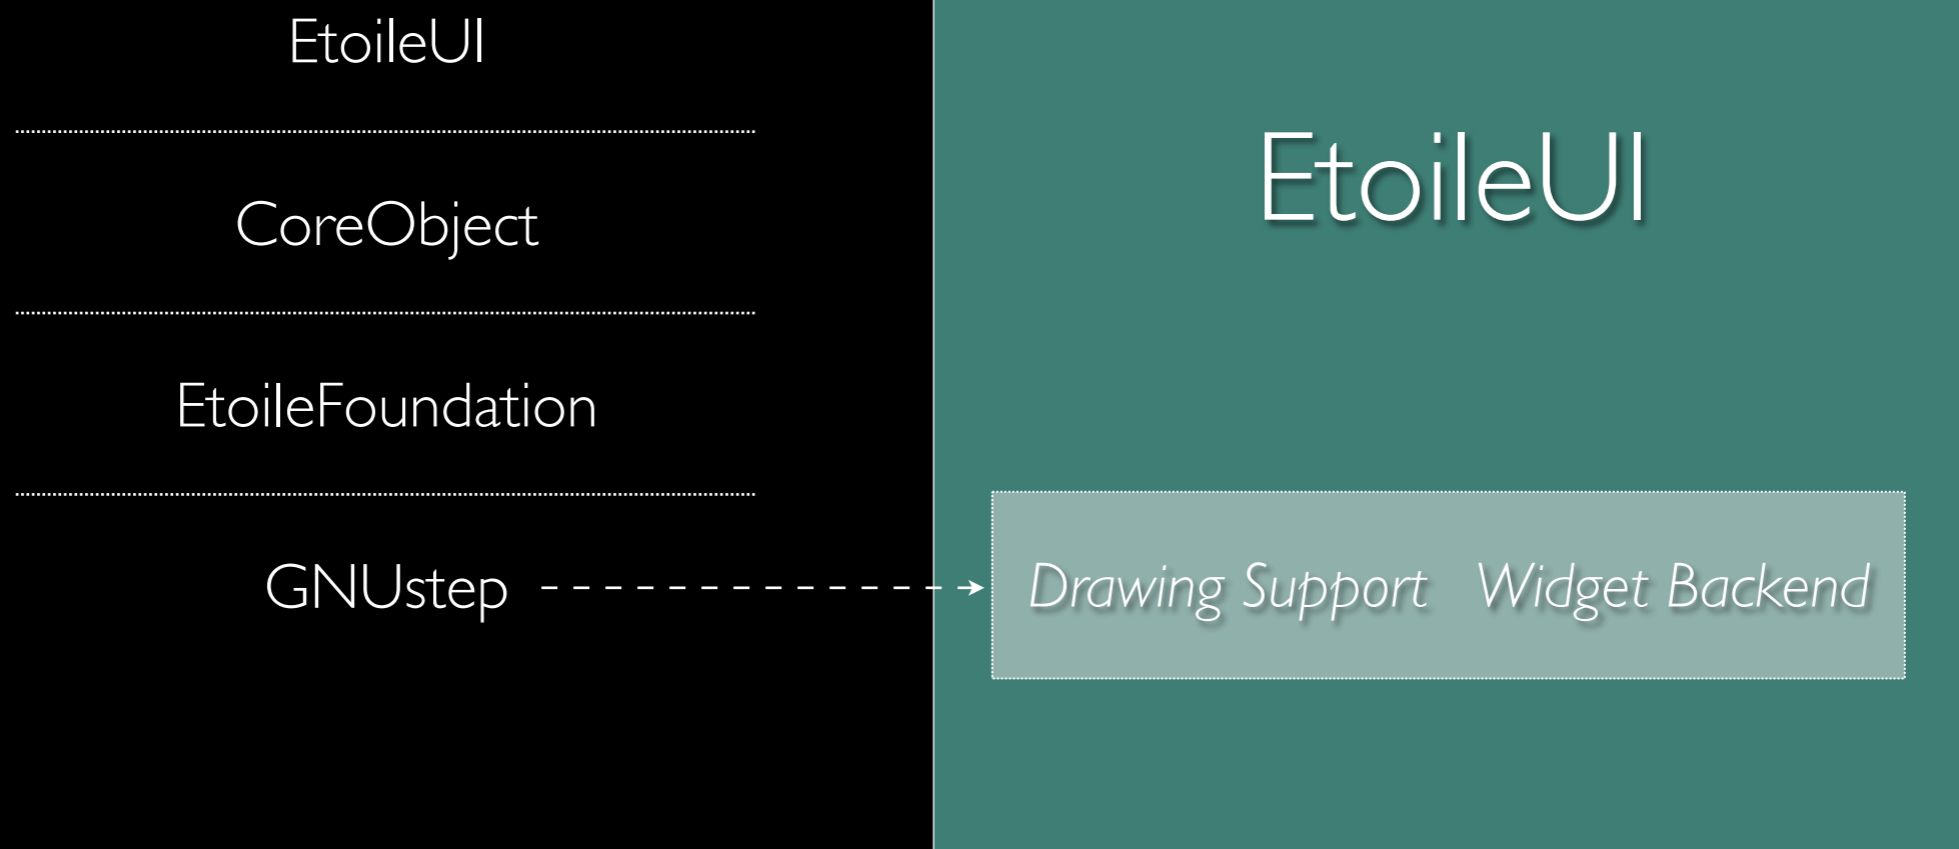 EtoileUI
CoreObject
EtoileFoundation
GNUstep
EtoileUI
Drawing Support Widget Backend